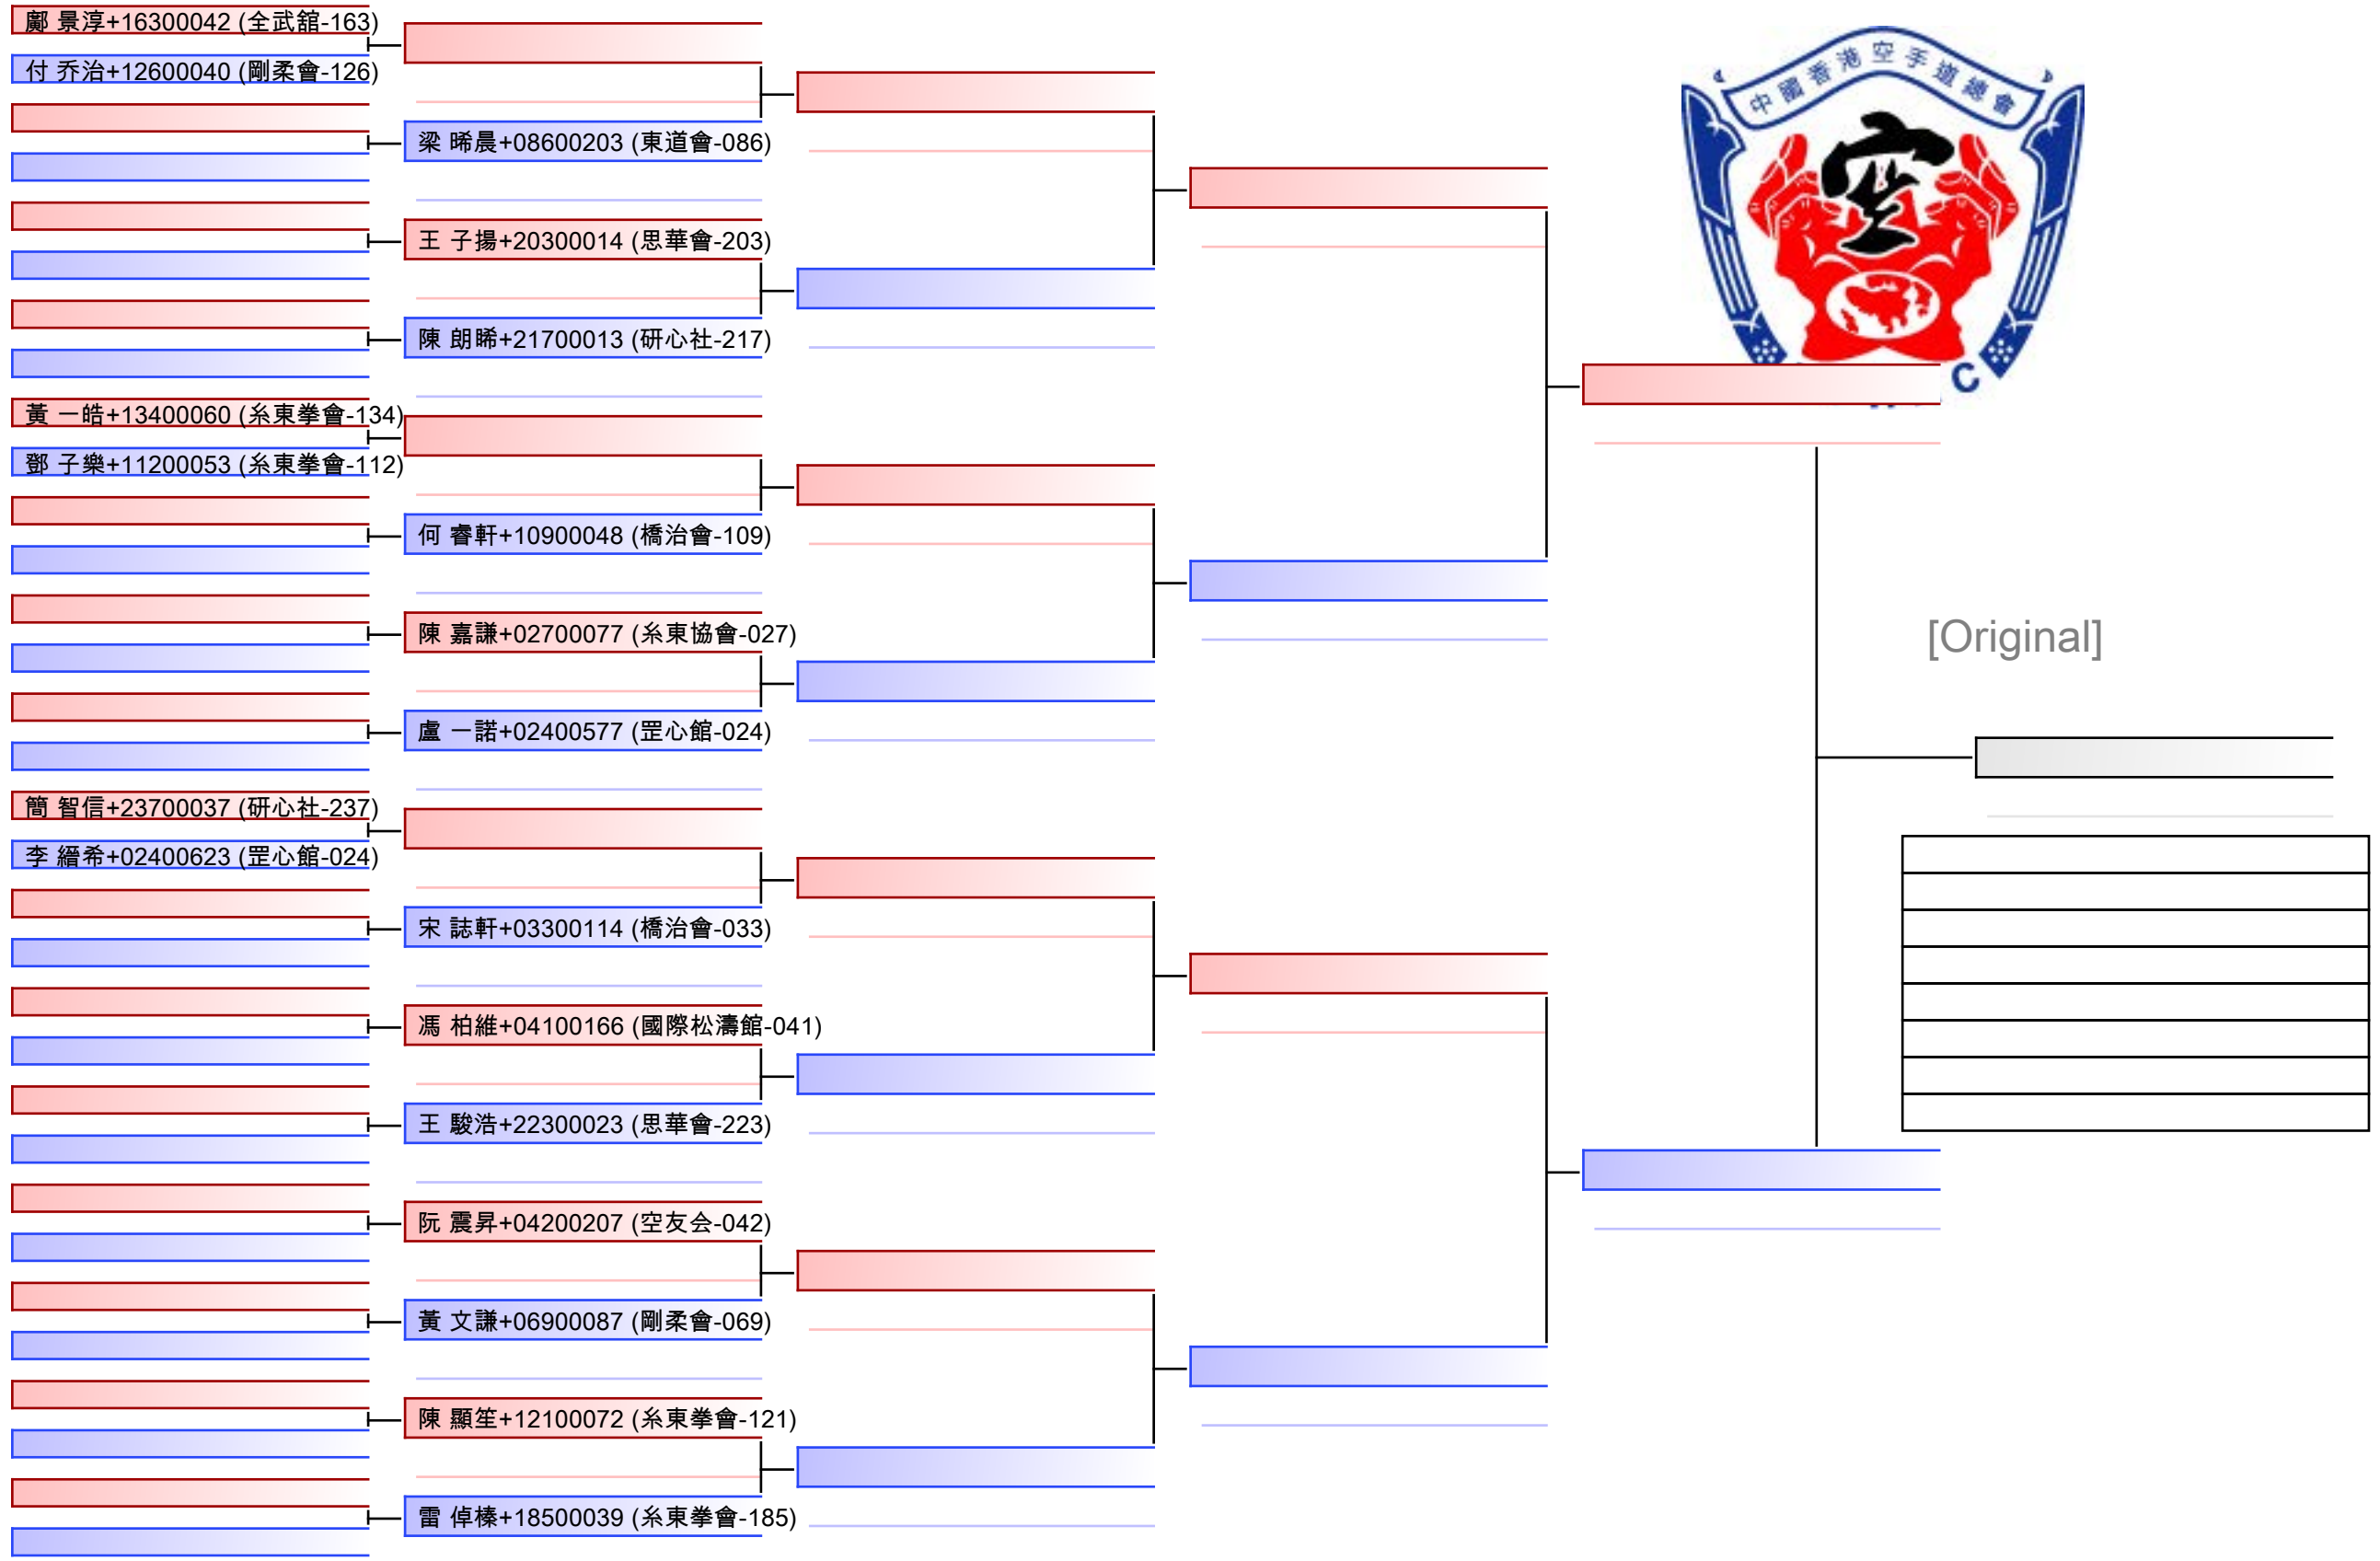 鄺 景淳+16300042 (全武舘-163)
付 乔治+12600040 (剛柔會-126)
梁 晞晨+08600203 (東道會-086)
王 子揚+20300014 (思華會-203)
陳 朗晞+21700013 (研心社-217)
黃 一皓+13400060 (糸東拳會-134)
鄧 子樂+11200053 (糸東拳會-112)
何 睿軒+10900048 (橋治會-109)
陳 嘉謙+02700077 (糸東協會-027)
盧 一諾+02400577 (罡心館-024)
簡 智信+23700037 (研心社-237)
李 縉希+02400623 (罡心館-024)
宋 誌軒+03300114 (橋治會-033)
馮 柏維+04100166 (國際松濤館-041)
王 駿浩+22300023 (思華會-223)
阮 震昇+04200207 (空友会-042)
黃 文謙+06900087 (剛柔會-069)
陳 顯笙+12100072 (糸東拳會-121)
雷 倬榛+18500039 (糸東拳會-185)
中國香港空手道總會
空
C
[Original]